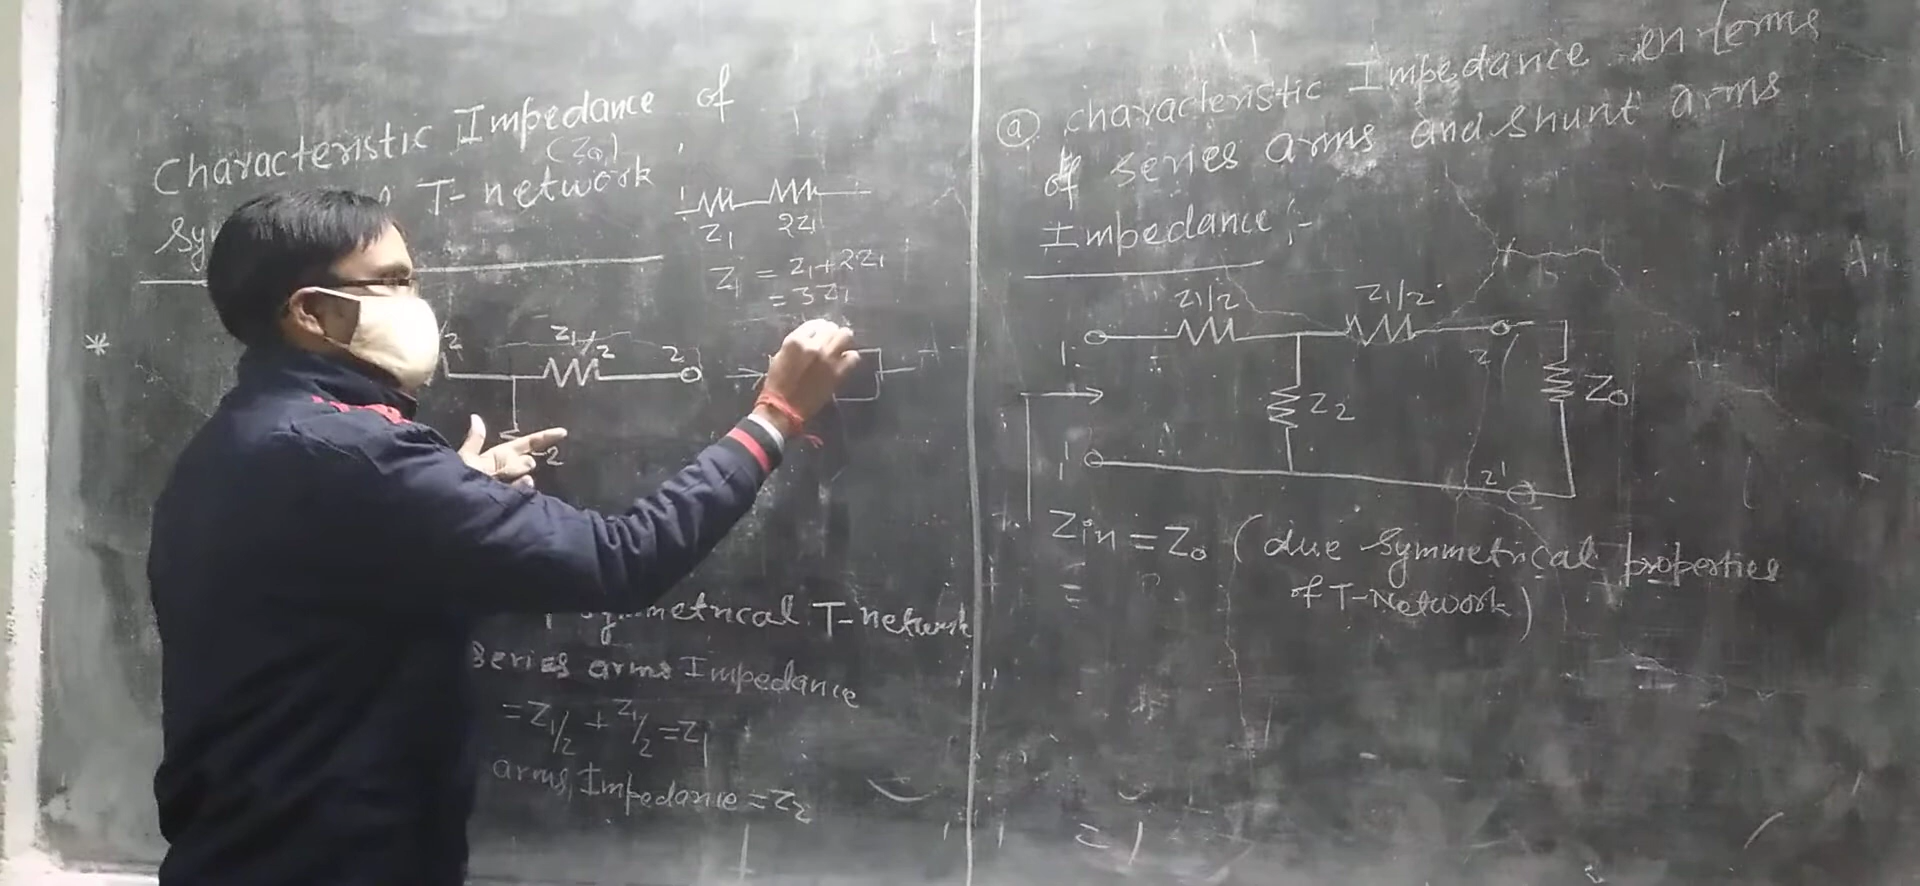 Characteristic Impedance of
(Z0)
T-network
Z1 2Z1
Z1 = Z1+2Z1
= 3Z1
*
2
Z1/2
2
2
symmetrical T-network
series arms Impedance
= Z1/2 + Z1/2 = Z1
arms Impedance = Z2
ⓐ characteristic Impedance in terms
of series arms and shunt arms
Impedance :-
Z1/2 Z1/2
1 2
Z2 Z0
1' 2'
Zin = Z0 (due symmetrical properties
of T-Network)